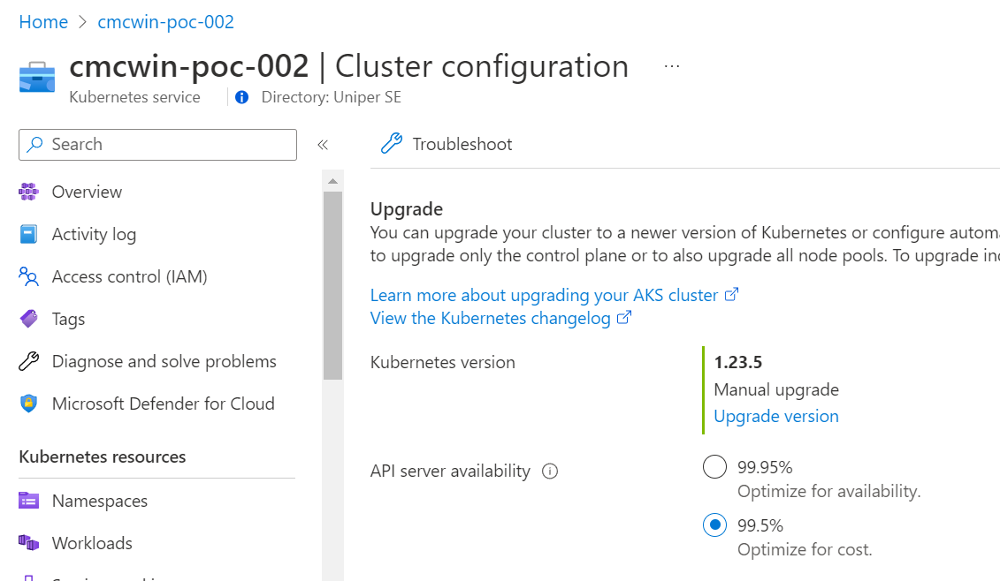 Home > cmcwin-poc-002
cmcwin-poc-002 | Cluster configuration ...
Kubernetes service
Directory: Uniper SE
Search
«
Troubleshoot
Overview
Activity log
Access control (IAM)
Tags
Diagnose and solve problems
Microsoft Defender for Cloud
Kubernetes resources
Namespaces
Workloads
Upgrade
You can upgrade your cluster to a newer version of Kubernetes or configure
to upgrade only the control plane or to also upgrade all node pools. To upgrade
Learn more about upgrading your AKS cluster
View the Kubernetes changelog
Kubernetes version
1.23.5
Manual upgrade
Upgrade version
API server availability
99.95%
Optimize for availability.
99.5%
Optimize for cost.